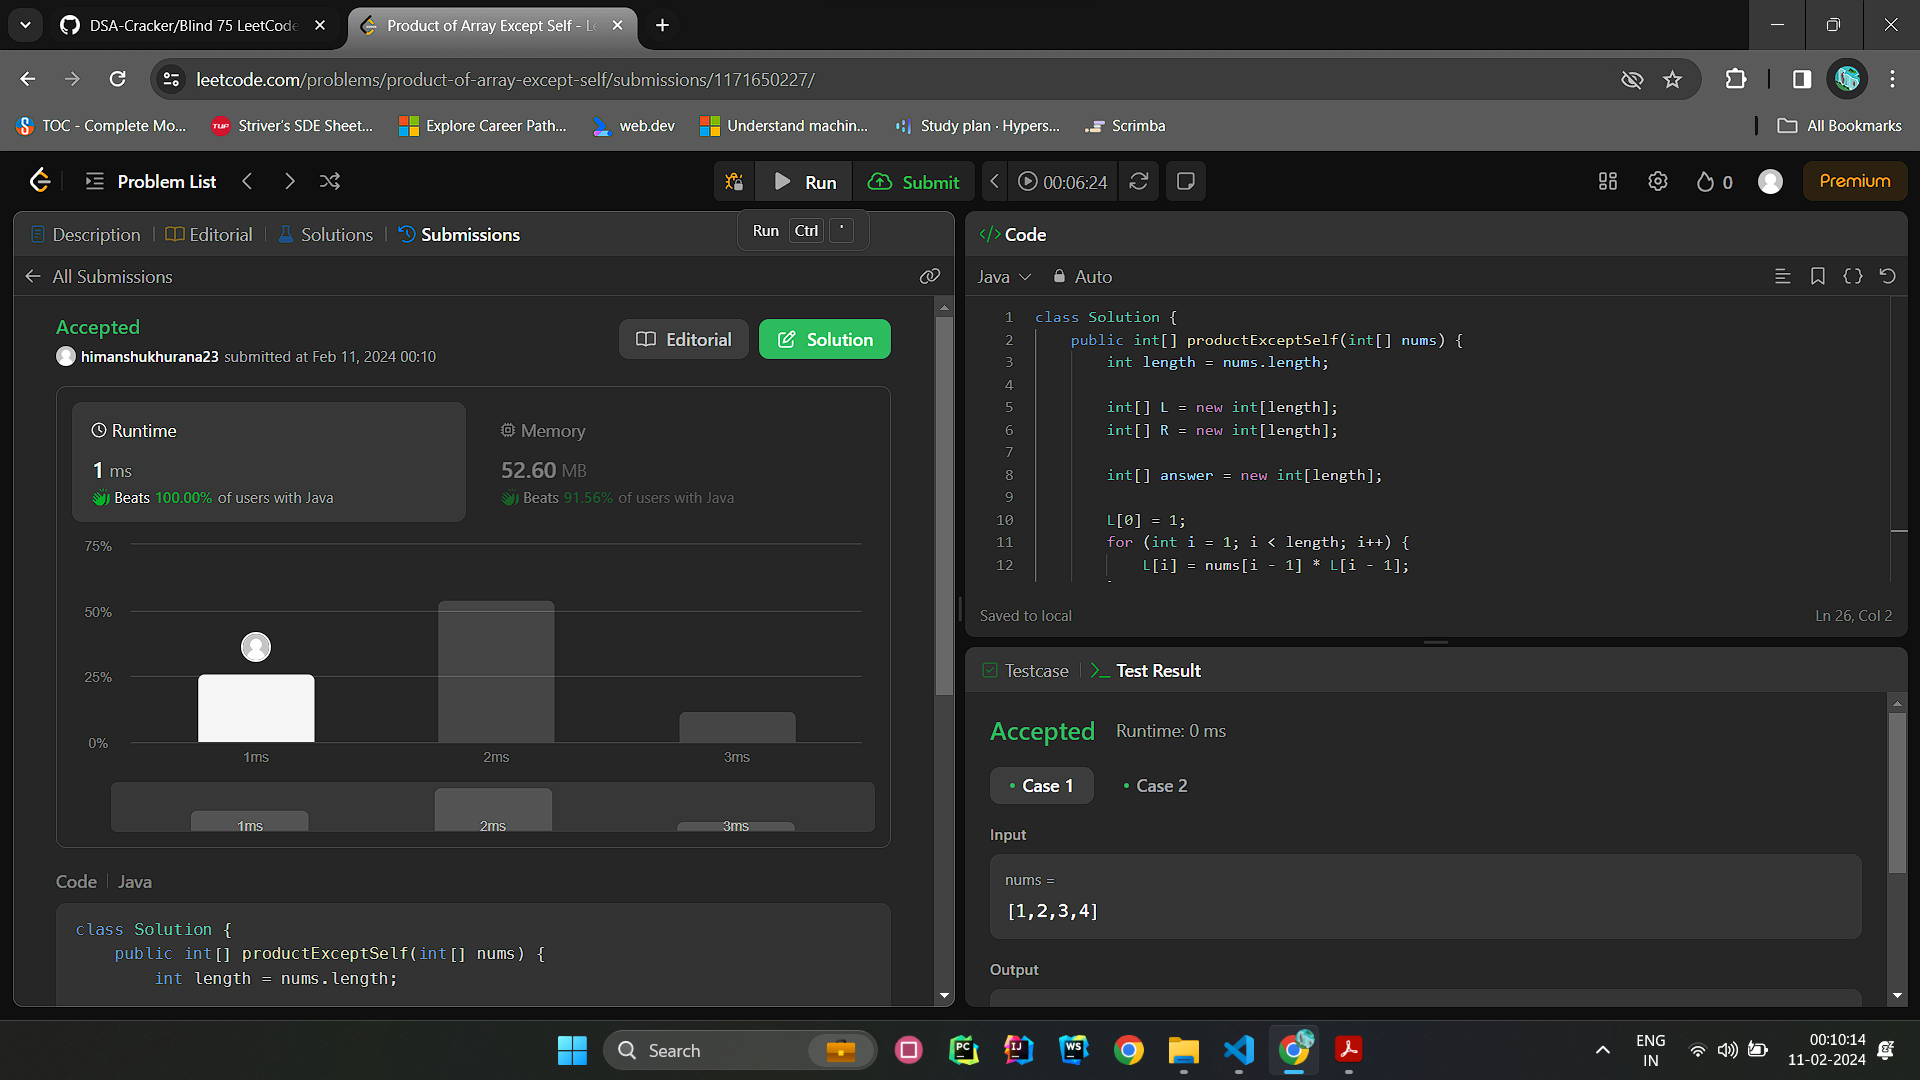 DSA-Cracker/Blind 75 LeetCode
Product of Array Except Self - Le
leetcode.com/problems/product-of-array-except-self/submissions/1171650227/
TOC - Complete Mo...
Striver's SDE Sheet...
Explore Career Path...
web.dev
Understand machin...
Study plan · Hypers...
Scrimba
All Bookmarks
Problem List
Run
Submit
00:06:24
0
Premium
Description
Editorial
Solutions
Submissions
Run Ctrl '
All Submissions
Accepted
himanshukhurana23 submitted at Feb 11, 2024 00:10
Editorial
Solution
Runtime
1 ms
Beats 100.00% of users with Java
Memory
52.60 MB
Beats 91.56% of users with Java
75%
50%
25%
0%
1ms
2ms
3ms
1ms
2ms
3ms
Code
Java
class Solution {
public int[] productExceptSelf(int[] nums) {
int length = nums.length;
</> Code
Java
Auto
1 class Solution {
2 public int[] productExceptSelf(int[] nums) {
3 int length = nums.length;
4
5 int[] L = new int[length];
6 int[] R = new int[length];
7
8 int[] answer = new int[length];
9
10 L[0] = 1;
11 for (int i = 1; i < length; i++) {
12 L[i] = nums[i - 1] * L[i - 1];
Saved to local
Ln 26, Col 2
Testcase
Test Result
Accepted
Runtime: 0 ms
Case 1
Case 2
Input
nums =
[1,2,3,4]
Output
Search
PC
IJ
WS
ENG
IN
00:10:14
11-02-2024